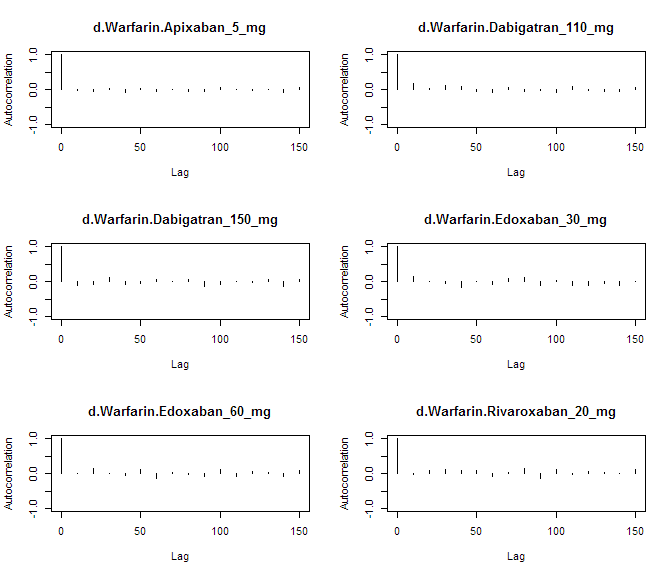 d.Warfarin.Apixaban_5_mg
Autocorrelation
1.0
0.0
-1.0
0 50 100 150
Lag
d.Warfarin.Dabigatran_110_mg
Autocorrelation
1.0
0.0
-1.0
0 50 100 150
Lag
d.Warfarin.Dabigatran_150_mg
Autocorrelation
1.0
0.0
-1.0
0 50 100 150
Lag
d.Warfarin.Edoxaban_30_mg
Autocorrelation
1.0
0.0
-1.0
0 50 100 150
Lag
d.Warfarin.Edoxaban_60_mg
Autocorrelation
1.0
0.0
-1.0
0 50 100 150
Lag
d.Warfarin.Rivaroxaban_20_mg
Autocorrelation
1.0
0.0
-1.0
0 50 100 150
Lag